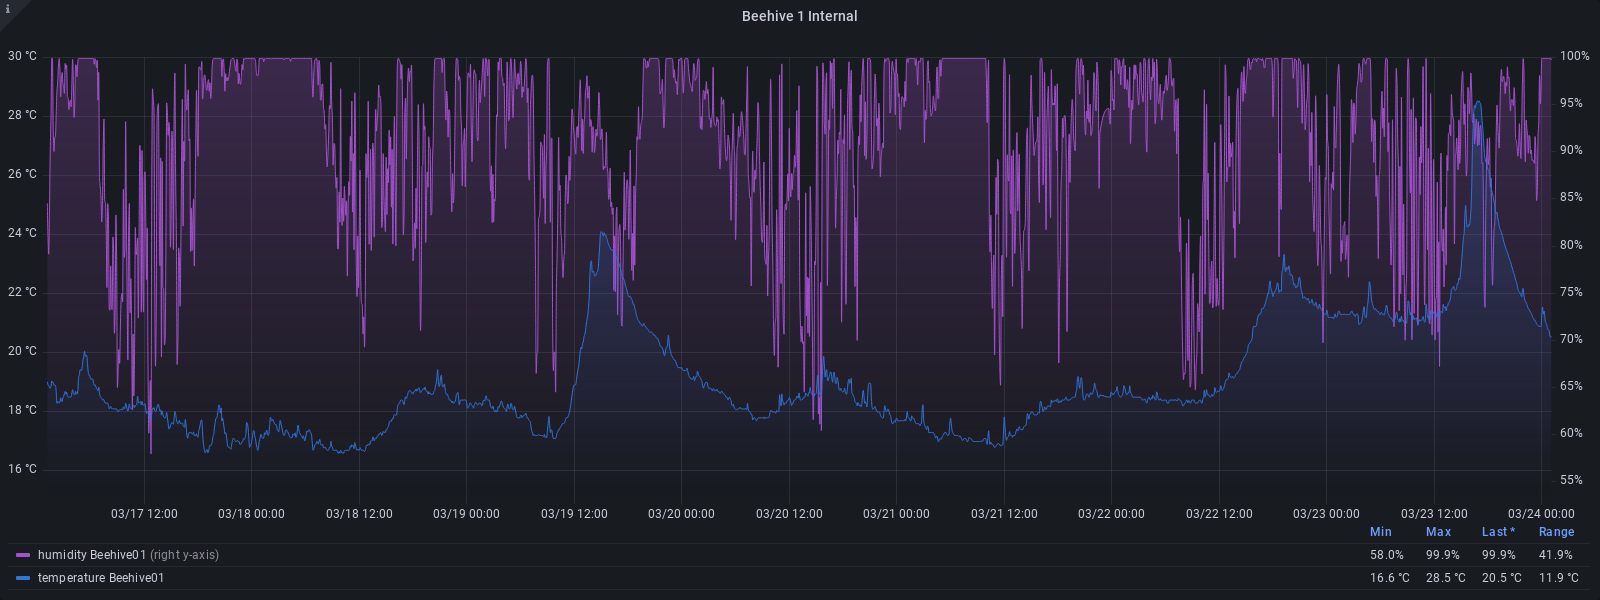 i
Beehive 1 Internal
30 °C 100%
28 °C 95%
26 °C 90%
24 °C 85%
22 °C 80%
20 °C 75%
18 °C 70%
16 °C 65%
60%
55%
03/17 12:00 03/18 00:00 03/18 12:00 03/19 00:00 03/19 12:00 03/20 00:00 03/20 12:00 03/21 00:00 03/21 12:00 03/22 00:00 03/22 12:00 03/23 00:00 03/23 12:00 03/24 00:00
Min Max Last * Range
humidity Beehive01 (right y-axis) 58.0% 99.9% 99.9% 41.9%
temperature Beehive01 16.6 °C 28.5 °C 20.5 °C 11.9 °C